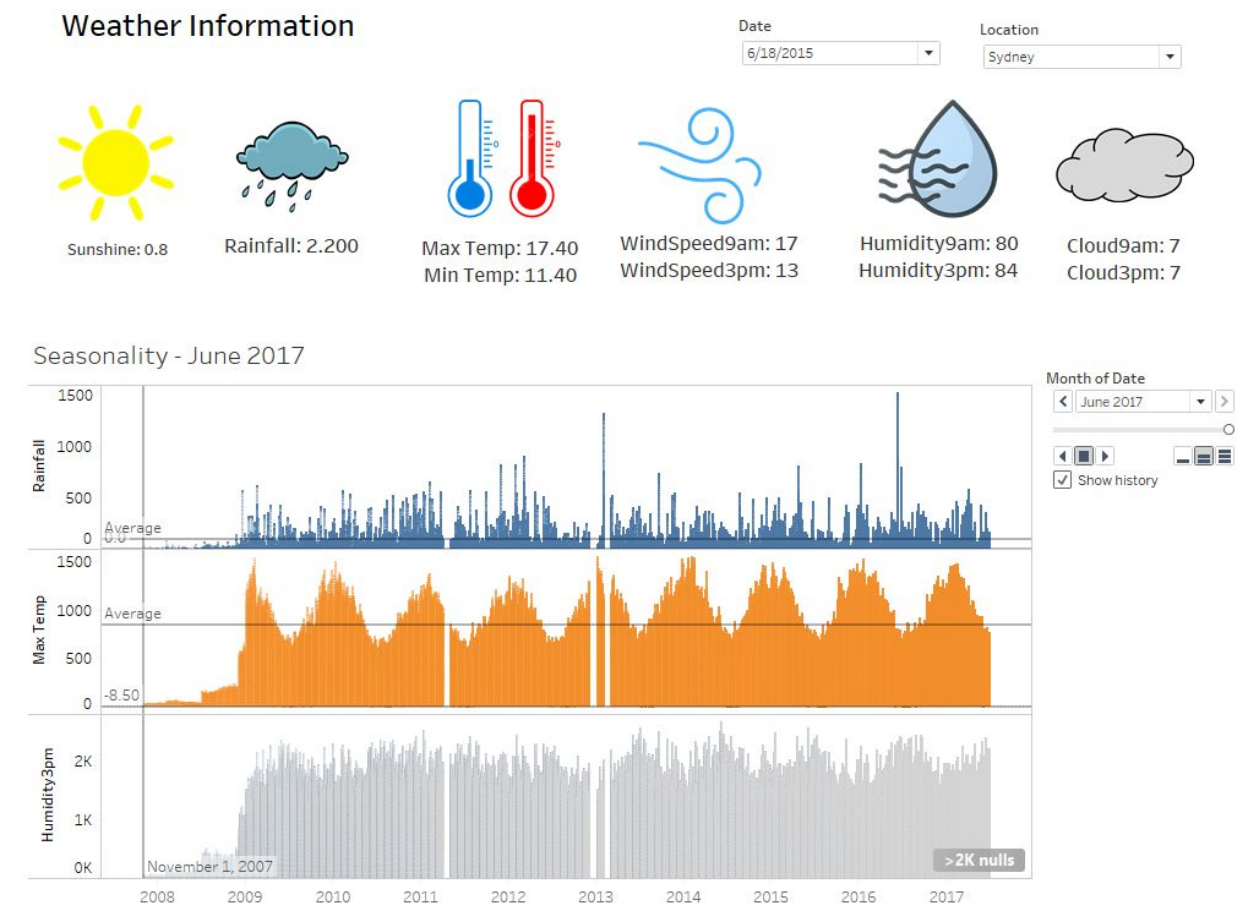 Weather Information
Date
6/18/2015
Location
Sydney
Sunshine: 0.8
Rainfall: 2.200
Max Temp: 17.40
Min Temp: 11.40
WindSpeed9am: 17
WindSpeed3pm: 13
Humidity9am: 80
Humidity3pm: 84
Cloud9am: 7
Cloud3pm: 7
Seasonality - June 2017
Month of Date
June 2017
Show history
Rainfall
1500
1000
500
0
Average
0.0
Max Temp
1500
1000
500
0
Average
-8.50
Humidity3pm
2K
1K
0K
November 1, 2007
>2K nulls
2008 2009 2010 2011 2012 2013 2014 2015 2016 2017